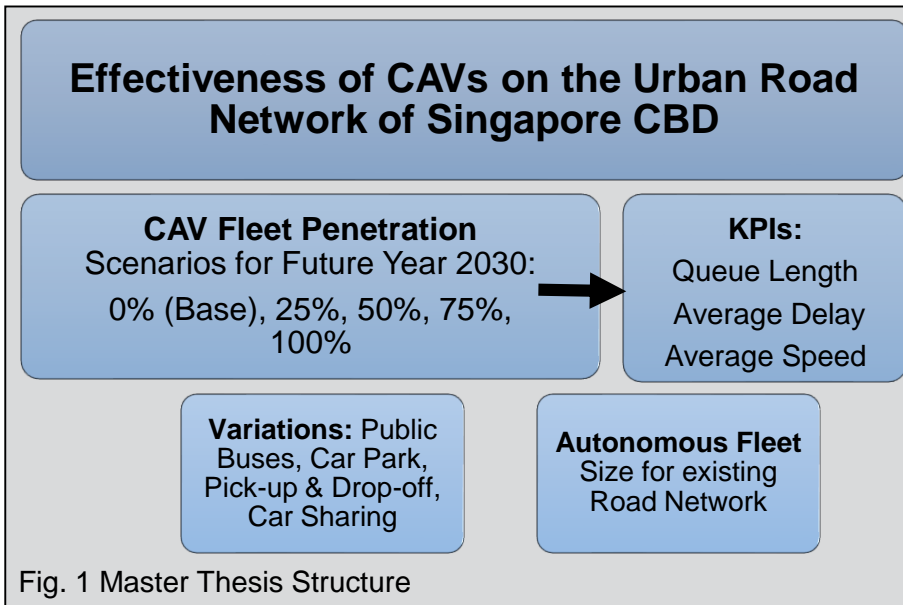 Effectiveness of CAVs on the Urban Road
Network of Singapore CBD
CAV Fleet Penetration
Scenarios for Future Year 2030:
0% (Base), 25%, 50%, 75%,
100%
KPIs:
Queue Length
Average Delay
Average Speed
Variations: Public
Buses, Car Park,
Pick-up & Drop-off,
Car Sharing
Autonomous Fleet
Size for existing
Road Network
Fig. 1 Master Thesis Structure